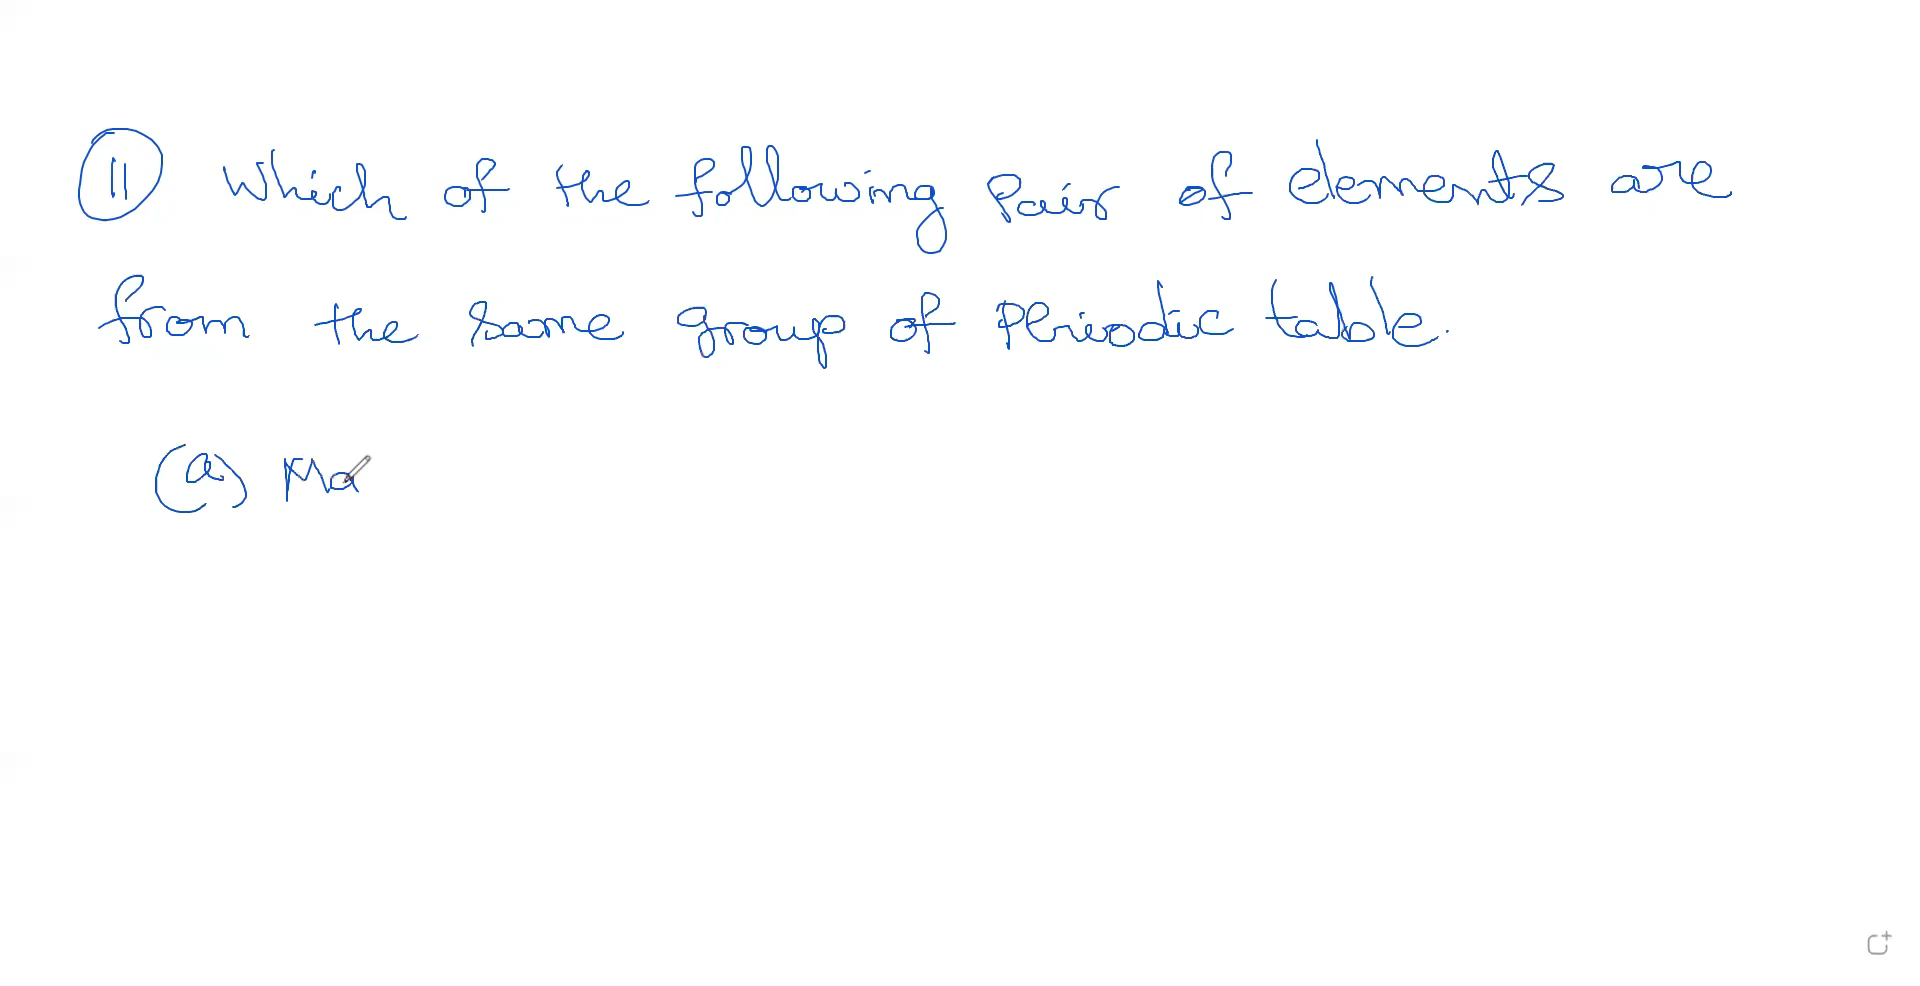 11 Which of the following Pair of elements are
from the same group of Periodic table.
(a) Ma